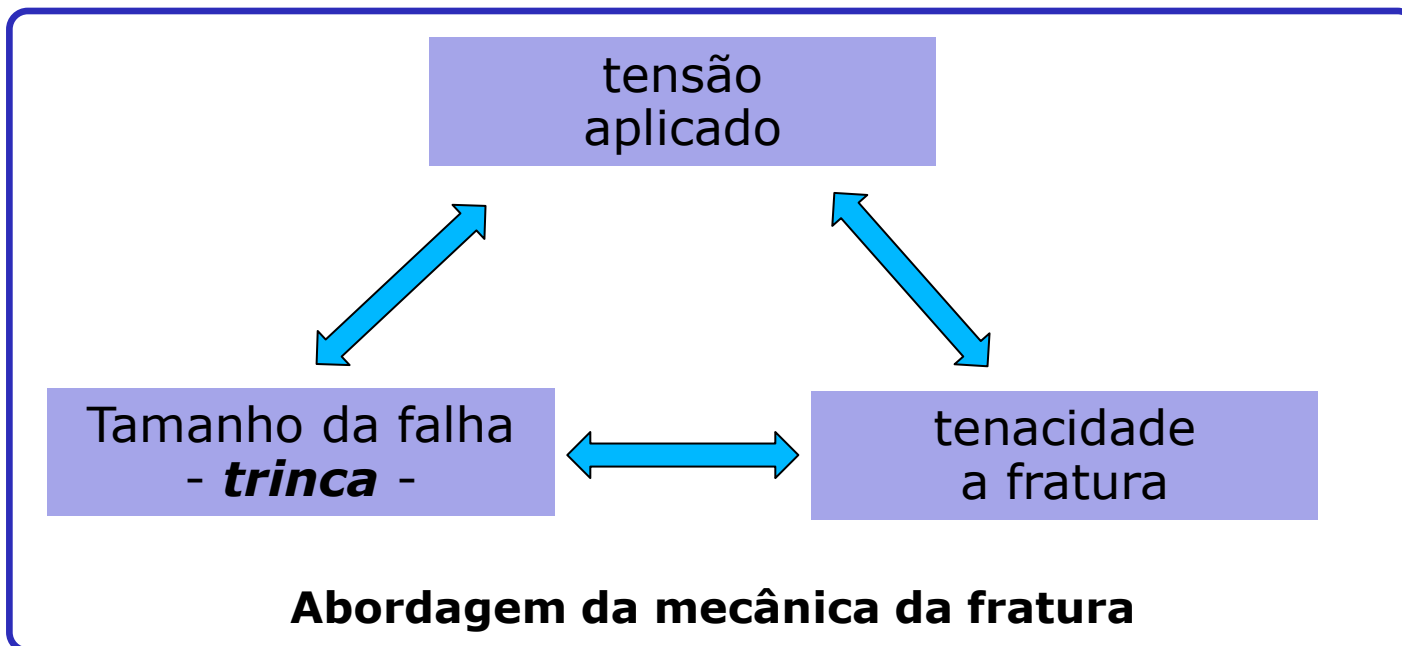 tensão
aplicado
Tamanho da falha
- trinca -
tenacidade
a fratura
Abordagem da mecânica da fratura